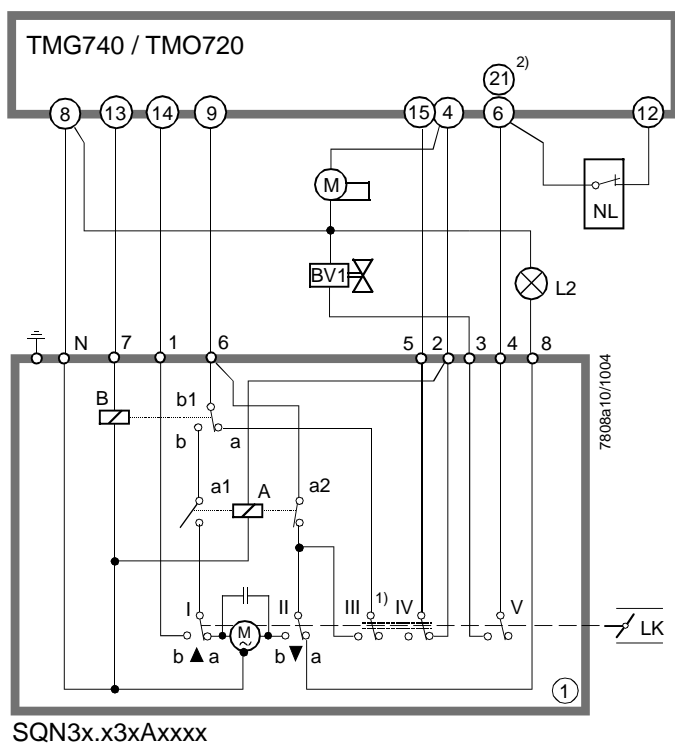 TMG740 / TMO720
21 2)
8 13 14 9 15 4 6 12
M
NL
BV1
L2
N 7 1 6 5 2 3 4 8
7808a10/1004
B b1
b a
a1 A a2
I II III 1) IV V
M
~
b a b a
LK
1
SQN3x.x3xAxxxx